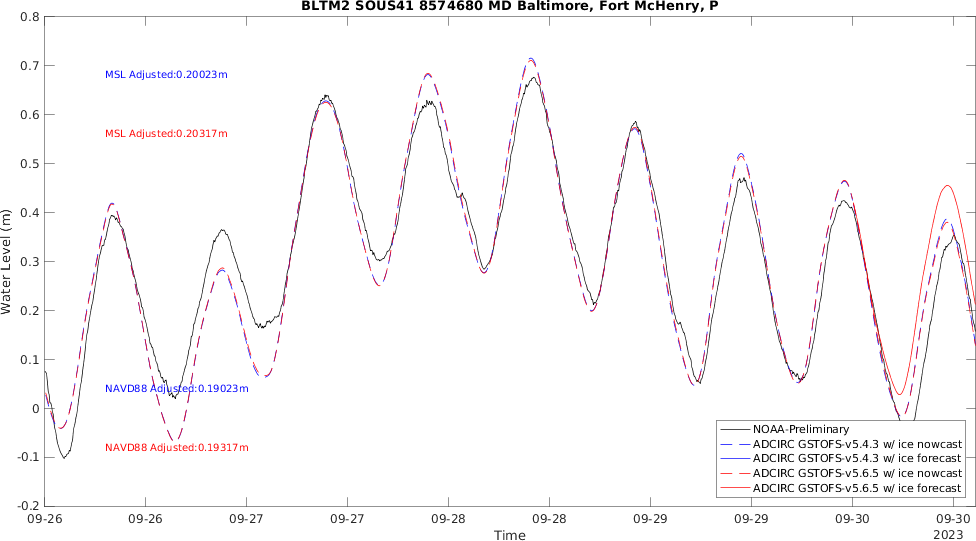 BLTM2 SOUS41 8574680 MD Baltimore, Fort McHenry, P
0.8
0.7
0.6
0.5
0.4
0.3
0.2
0.1
0
-0.1
-0.2
Water Level (m)
MSL Adjusted:0.20023m
MSL Adjusted:0.20317m
NAVD88 Adjusted:0.19023m
NAVD88 Adjusted:0.19317m
NOAA-Preliminary
ADCIRC GSTOFS-v5.4.3 w/ ice nowcast
ADCIRC GSTOFS-v5.4.3 w/ ice forecast
ADCIRC GSTOFS-v5.6.5 w/ ice nowcast
ADCIRC GSTOFS-v5.6.5 w/ ice forecast
09-26 09-26 09-27 09-27 09-28 09-28 09-29 09-29 09-30 09-30
Time
2023